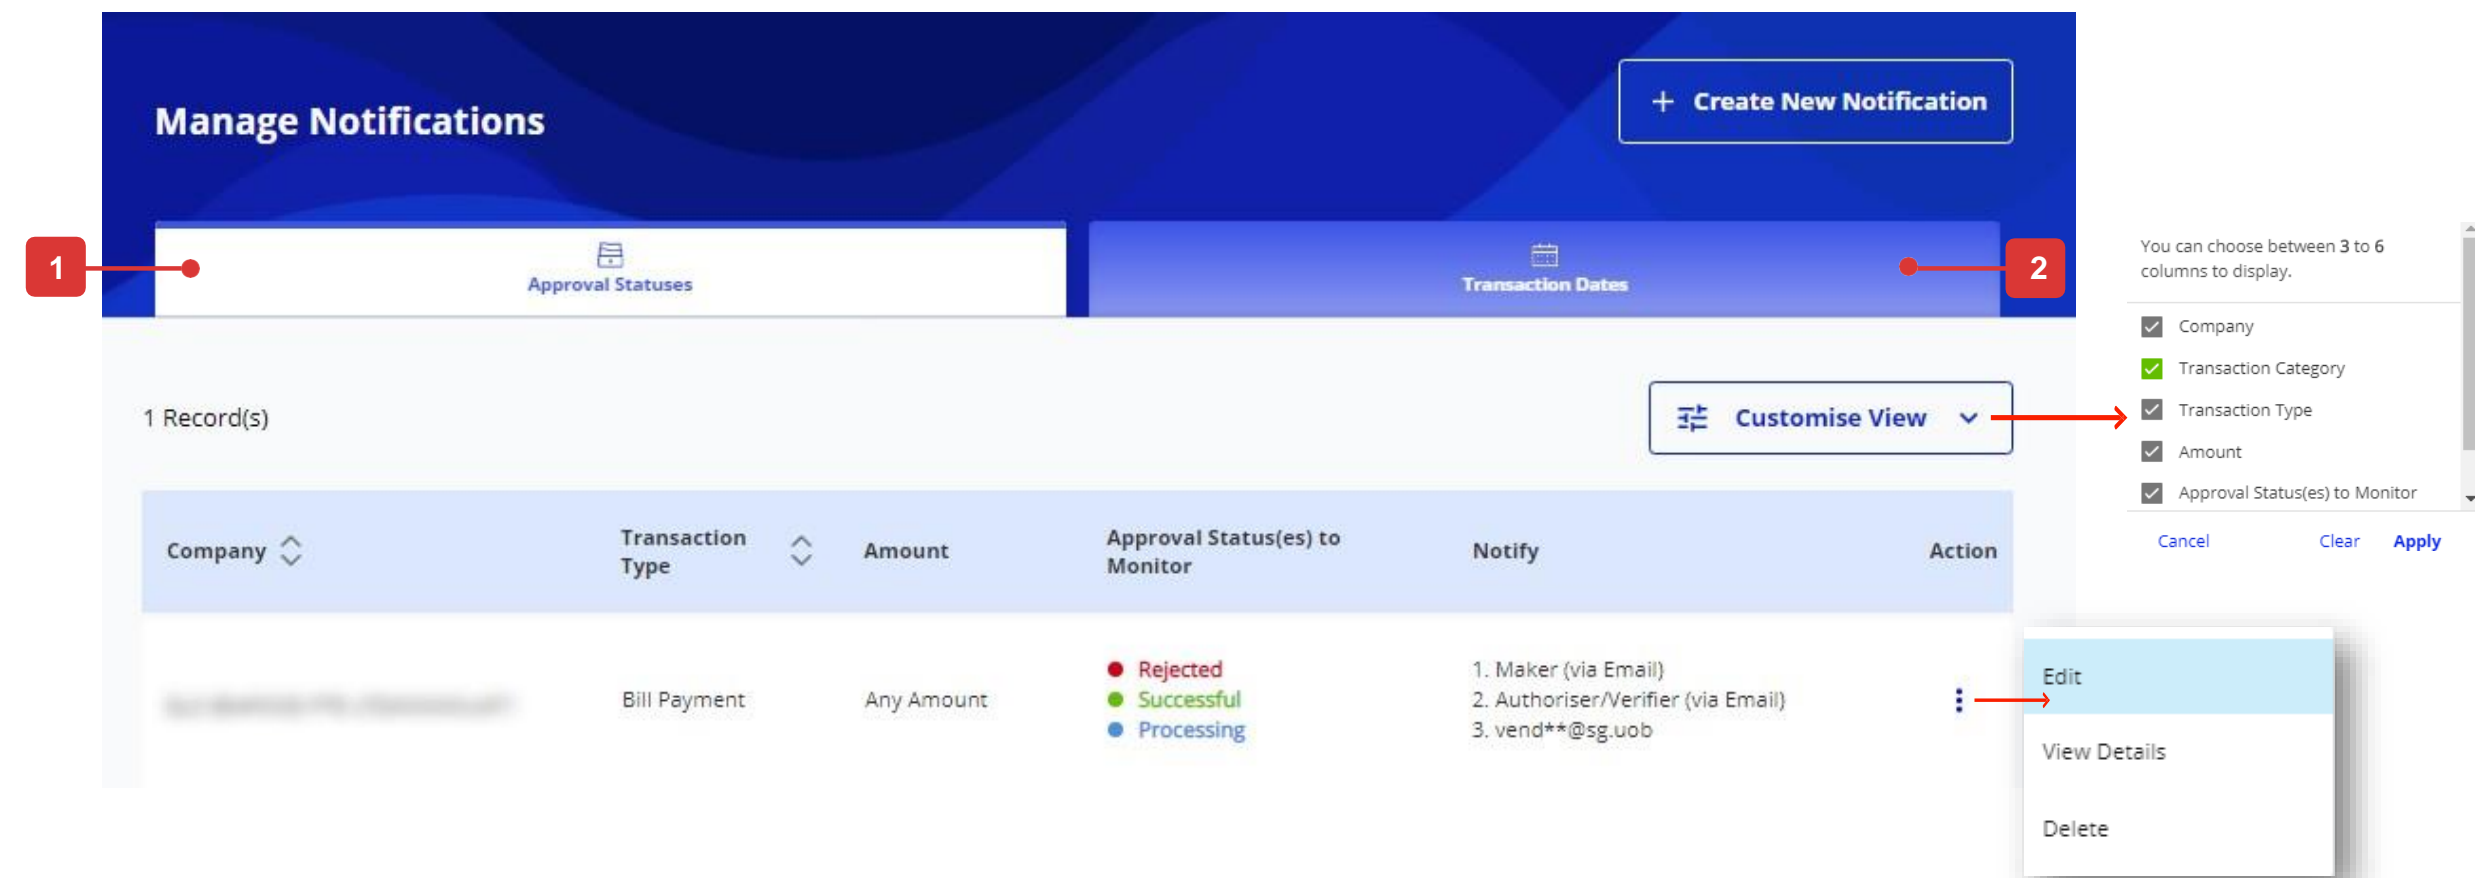 Manage Notifications
+ Create New Notification
1
Approval Statuses
Transaction Dates
2
1 Record(s)
Customise View
Company
Transaction
Type
Amount
Approval Status(es) to
Monitor
Notify
Action
Bill Payment
Any Amount
Rejected
Successful
Processing
1. Maker (via Email)
2. Authoriser/Verifier (via Email)
3. vend**@sg.uob
You can choose between 3 to 6
columns to display.
Company
Transaction Category
Transaction Type
Amount
Approval Status(es) to Monitor
Cancel
Clear
Apply
Edit
View Details
Delete